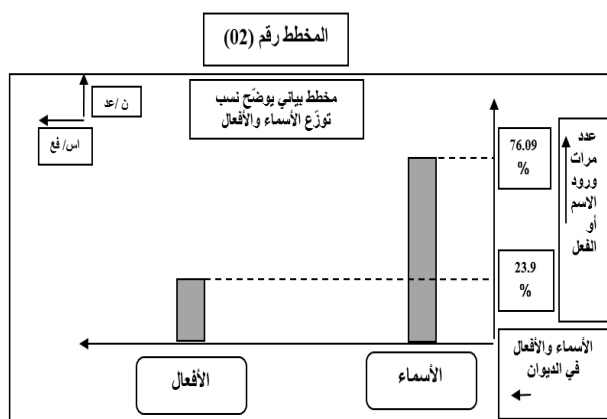 المخطط رقم (02)
مخطط بياني يوضّح نسب
توزّع الأسماء والأفعال
ن /عد
اس/ فع
عدد
مرات
ورود
الاسم
أو
الفعل
76.09
%
23.9
%
الأسماء والأفعال
في الديوان
الأسماء
الأفعال